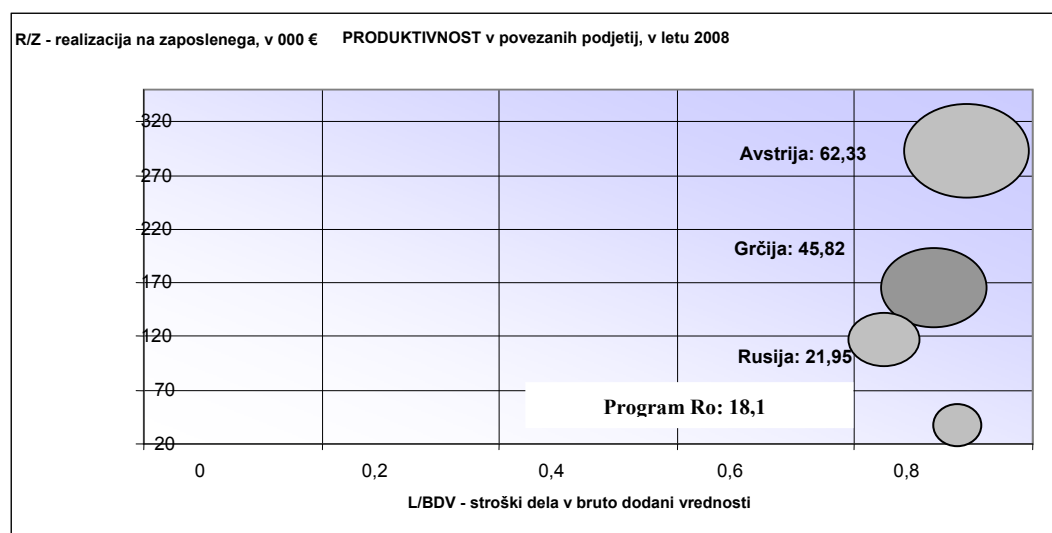 R/Z - realizacija na zaposlenega, v 000 € PRODUKTIVNOST v povezanih podjetij, v letu 2008
320
Avstrija: 62,33
270
220
Grčija: 45,82
170
120
Rusija: 21,95
70
Program Ro: 18,1
20
0 0,2 0,4 0,6 0,8
L/BDV - stroški dela v bruto dodani vrednosti